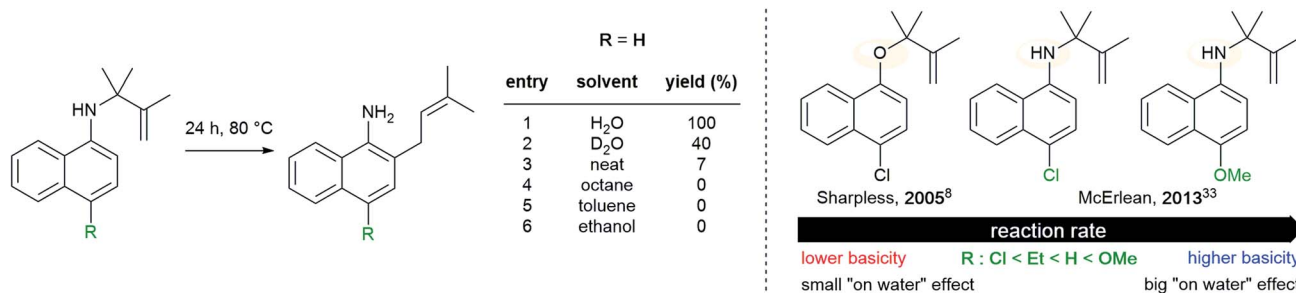 HN
24 h, 80 °C
R
NH₂
R
R = H
entry solvent yield (%)
1 H₂O 100
2 D₂O 40
3 neat 7
4 octane 0
5 toluene 0
6 ethanol 0
O
Cl
HN
Cl
HN
OMe
Sharpless, 2005⁸
McErlean, 2013³³
reaction rate
lower basicity R : Cl < Et < H < OMe higher basicity
small "on water" effect big "on water" effect